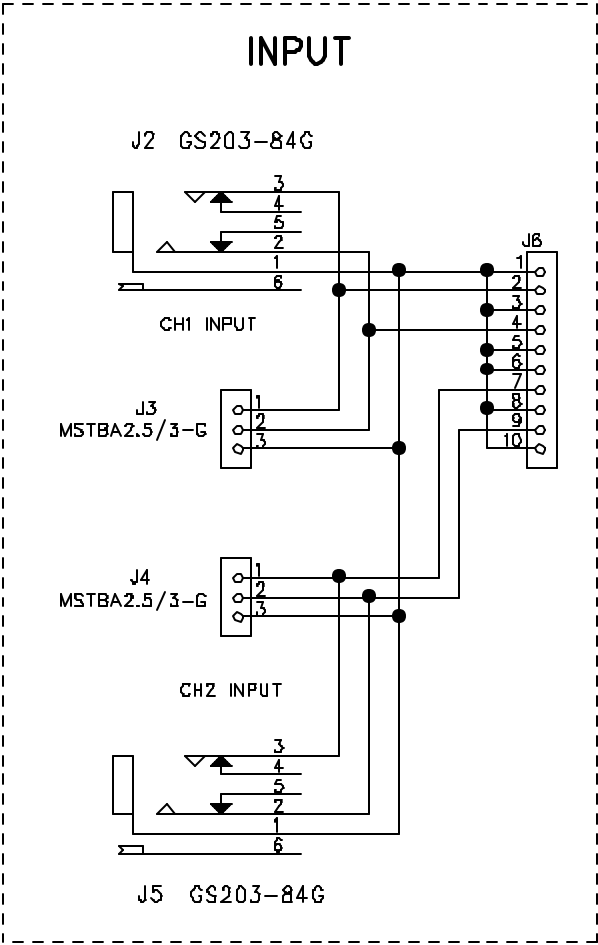 INPUT
J2 GS203-84G
3
4
5
2
1
6
CH1 INPUT
J6
1
2
3
4
5
6
7
8
9
10
J3
MSTBA2.5/3-G
1
2
3
J4
MSTBA2.5/3-G
1
2
3
CH2 INPUT
3
4
5
2
1
6
J5 GS203-84G